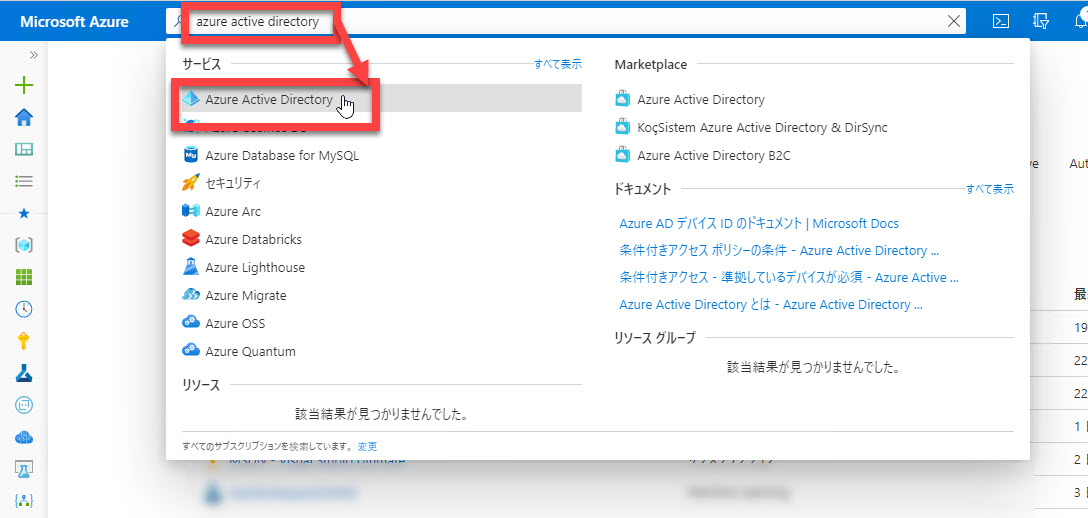 Microsoft Azure
azure active directory
サービス
すべて表示
Azure Active Directory
Azure Cosmos DB
Azure Database for MySQL
セキュリティ
Azure Arc
Azure Databricks
Azure Lighthouse
Azure Migrate
Azure OSS
Azure Quantum
リソース
該当結果が見つかりませんでした。
すべてのサブスクリプションを検索しています。 変更
Marketplace
Azure Active Directory
KoçSistem Azure Active Directory & DirSync
Azure Active Directory B2C
ドキュメント
すべて表示
Azure AD デバイス ID のドキュメント | Microsoft Docs
条件付きアクセス ポリシーの条件 - Azure Active Directory ...
条件付きアクセス - 準拠しているデバイスが必須 - Azure Active ...
Azure Active Directory とは - Azure Active Directory ...
リソース グループ
該当結果が見つかりませんでした。
ve
Aut
最
19
22
22
1
2
3